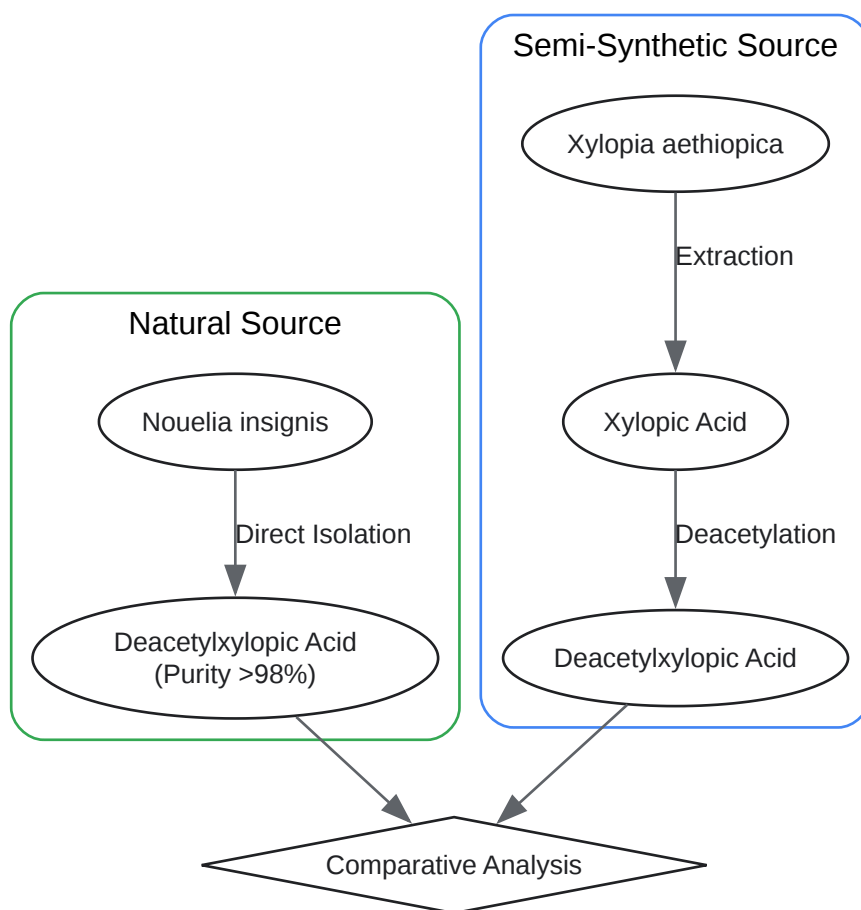 Semi-Synthetic Source
Xylopia aethiopica
Extraction
Natural Source
Nouelia insignis
Xylopic Acid
Direct Isolation
Deacetylation
Deacetylxylopic Acid
(Purity >98%)
Deacetylxylopic Acid
Comparative Analysis